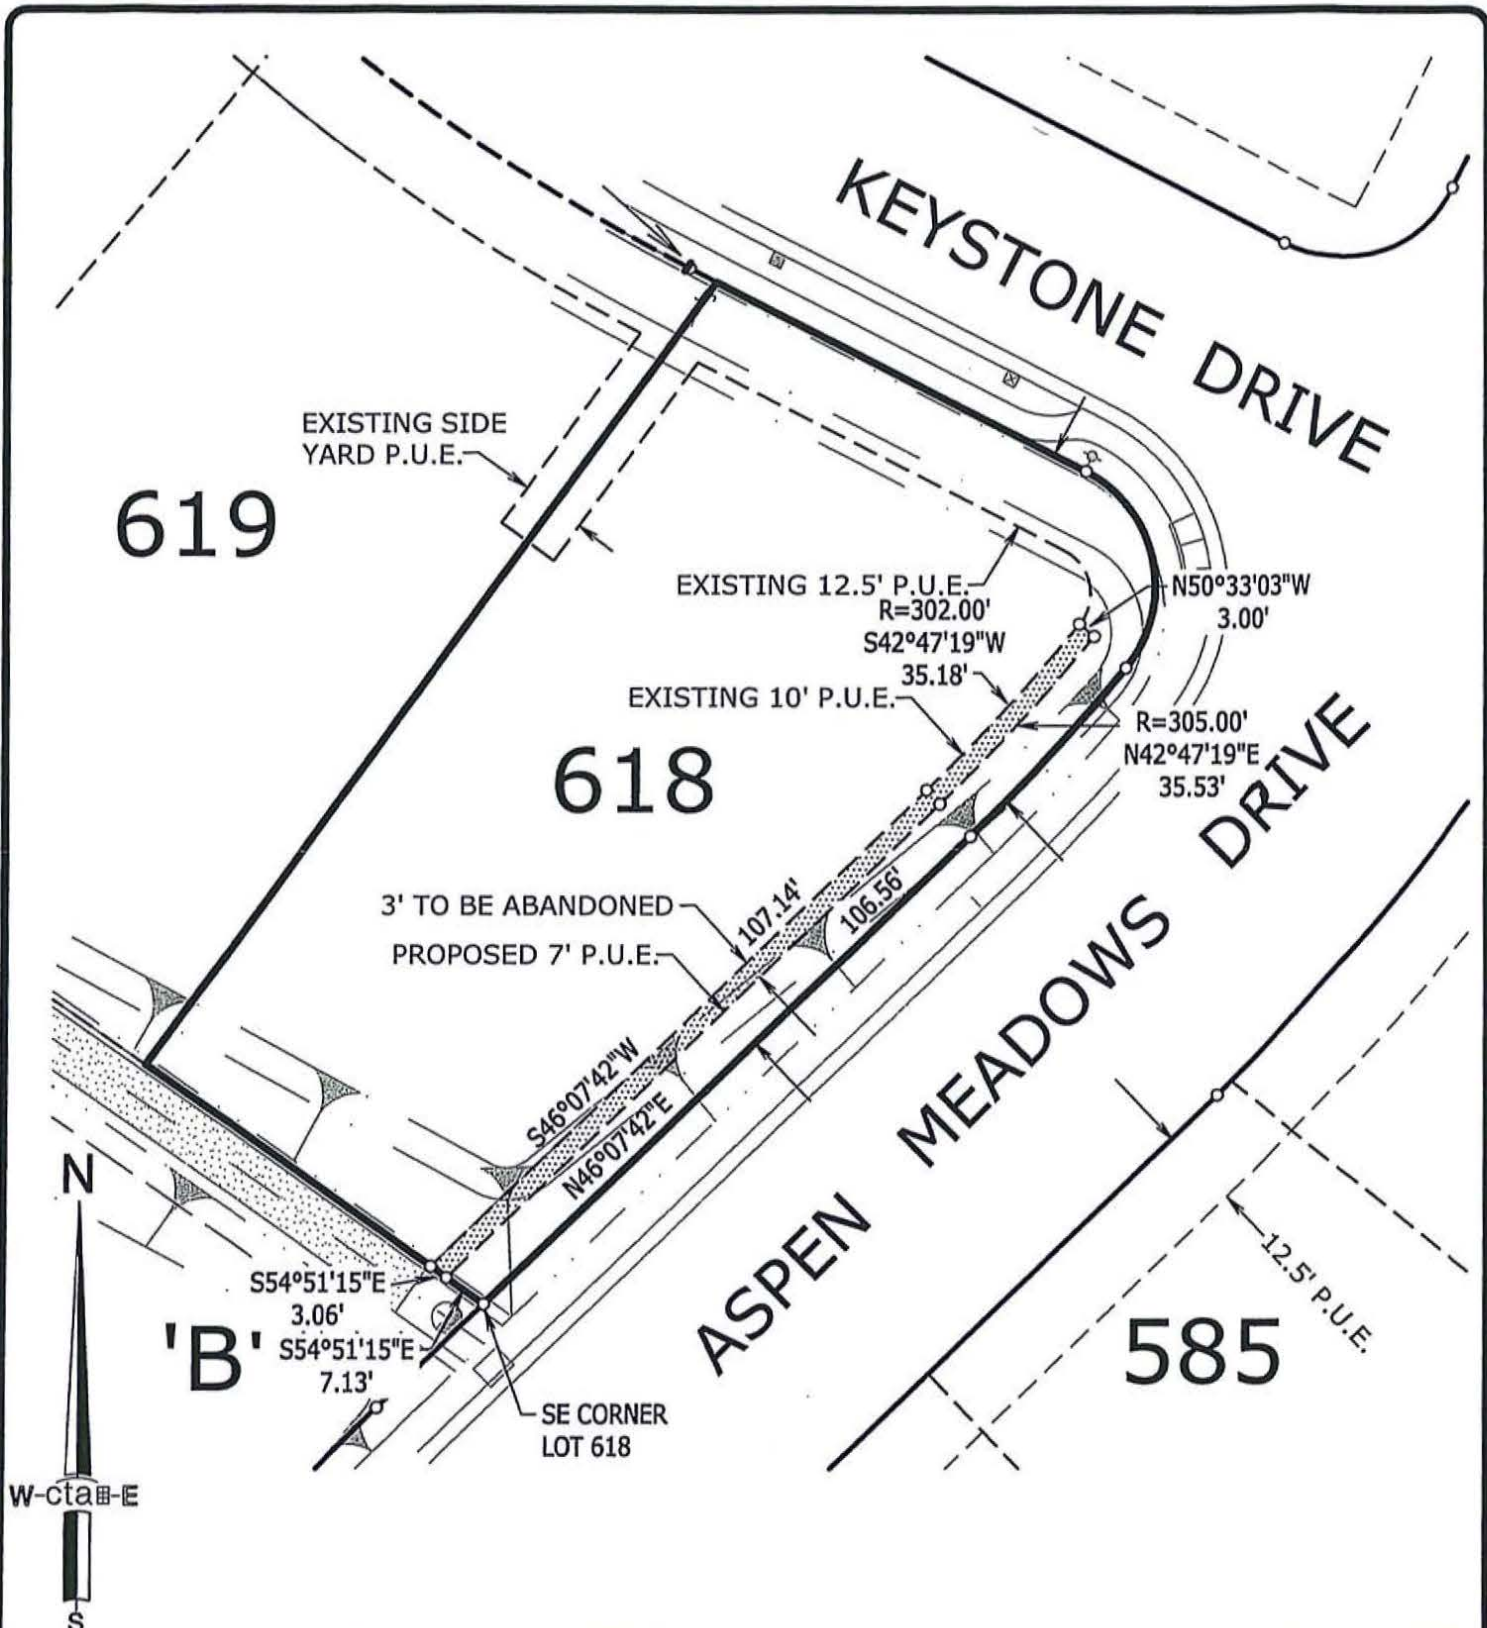 KEYSTONE DRIVE
EXISTING SIDE
YARD P.U.E.
619
EXISTING 12.5' P.U.E.
R=302.00'
S42°47'19"W
35.18'
N50°33'03"W
3.00'
EXISTING 10' P.U.E.
R=305.00'
N42°47'19"E
35.53'
618
3' TO BE ABANDONED
PROPOSED 7' P.U.E.
107.14'
106.56'
S46°07'42"W
N46°07'42"E
ASPEN MEADOWS DRIVE
N
S54°51'15"E
3.06'
S54°51'15"E
7.13'
'B'
SE CORNER
LOT 618
12.5' P.U.E.
585
W-cta-E
S